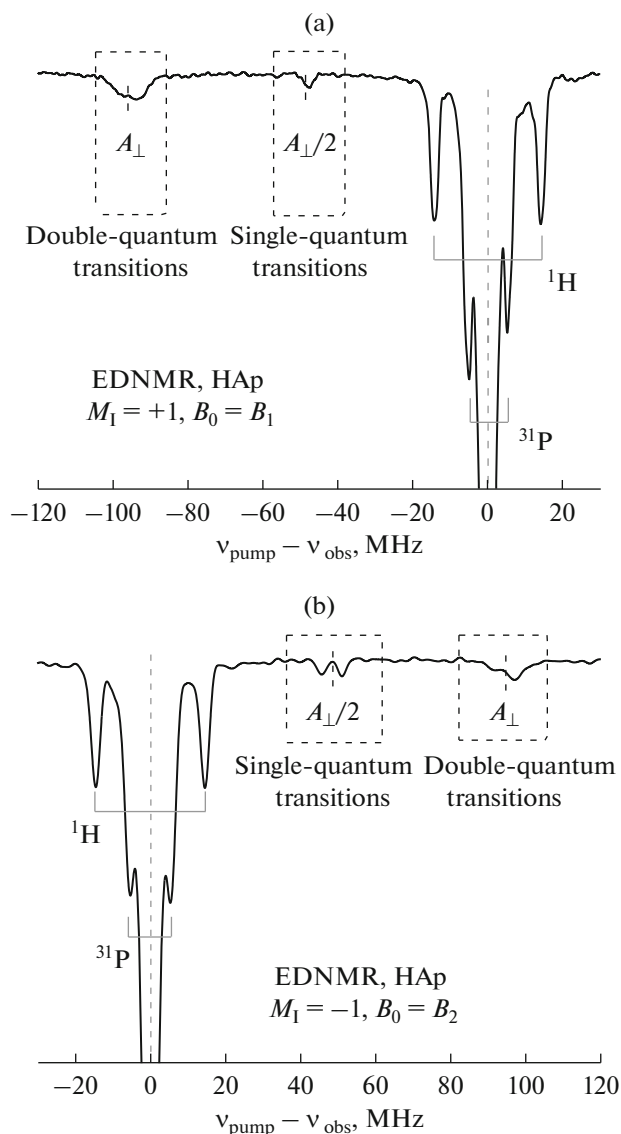 (a)
A⊥
A⊥/2
Double-quantum
transitions
Single-quantum
transitions
¹H
EDNMR, HAp
M_I = +1, B₀ = B₁
³¹P
−120 −100 −80 −60 −40 −20 0 20
ν_pump − ν_obs, MHz
(b)
A⊥/2
A⊥
Single-quantum
transitions
Double-quantum
transitions
¹H
³¹P
EDNMR, HAp
M_I = −1, B₀ = B₂
−20 0 20 40 60 80 100 120
ν_pump − ν_obs, MHz